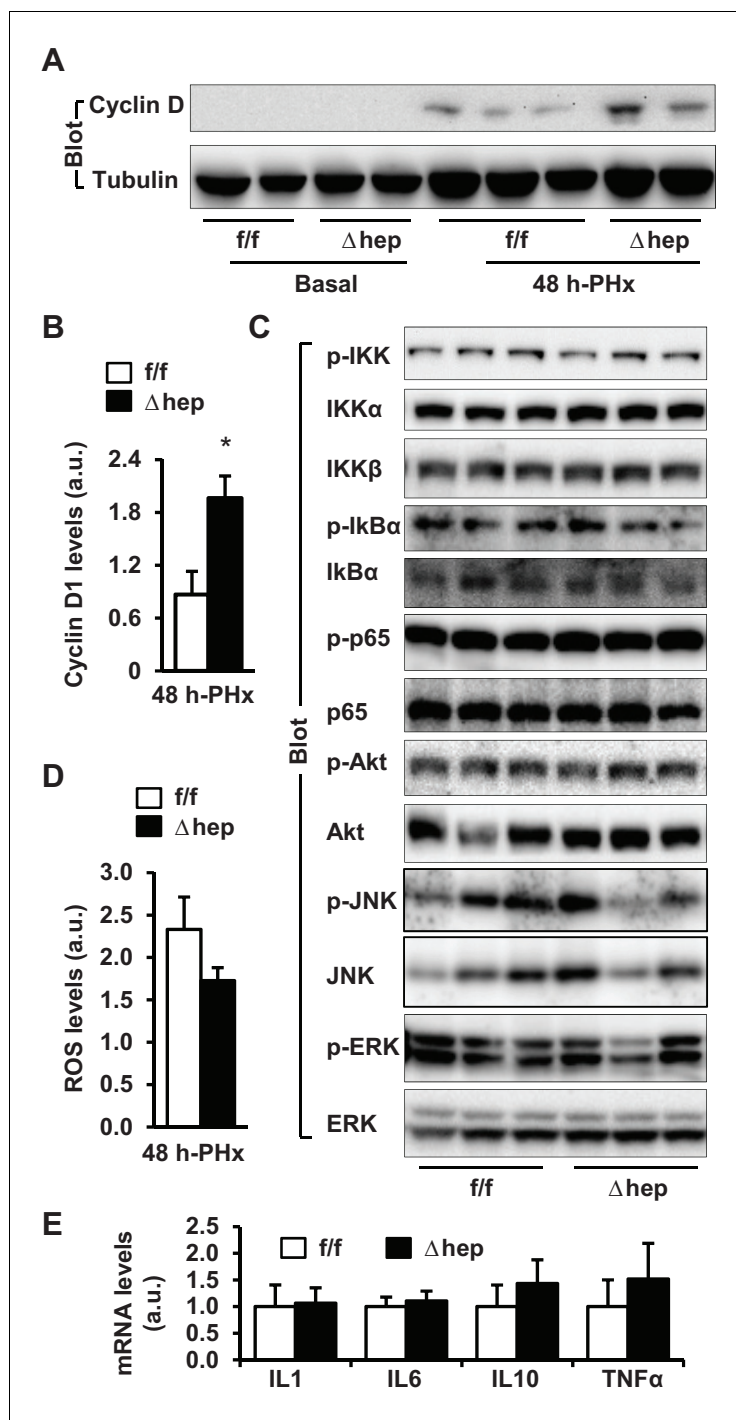 A
Blot
Cyclin D
Tubulin
f/f Δhep f/f Δhep
Basal 48 h-PHx
B
f/f
Δhep
Cyclin D1 levels (a.u.)
2.4
1.8
1.2
0.6
0
*
48 h-PHx
C
Blot
p-IKK
IKKα
IKKβ
p-IkBα
IkBα
p-p65
p65
p-Akt
Akt
p-JNK
JNK
p-ERK
ERK
f/f Δhep
D
f/f
Δhep
ROS levels (a.u.)
3.0
2.5
2.0
1.5
1.0
0.5
0.0
48 h-PHx
E
f/f Δhep
mRNA levels
(a.u.)
2.5
2.0
1.5
1.0
0.5
0.0
IL1 IL6 IL10 TNFα